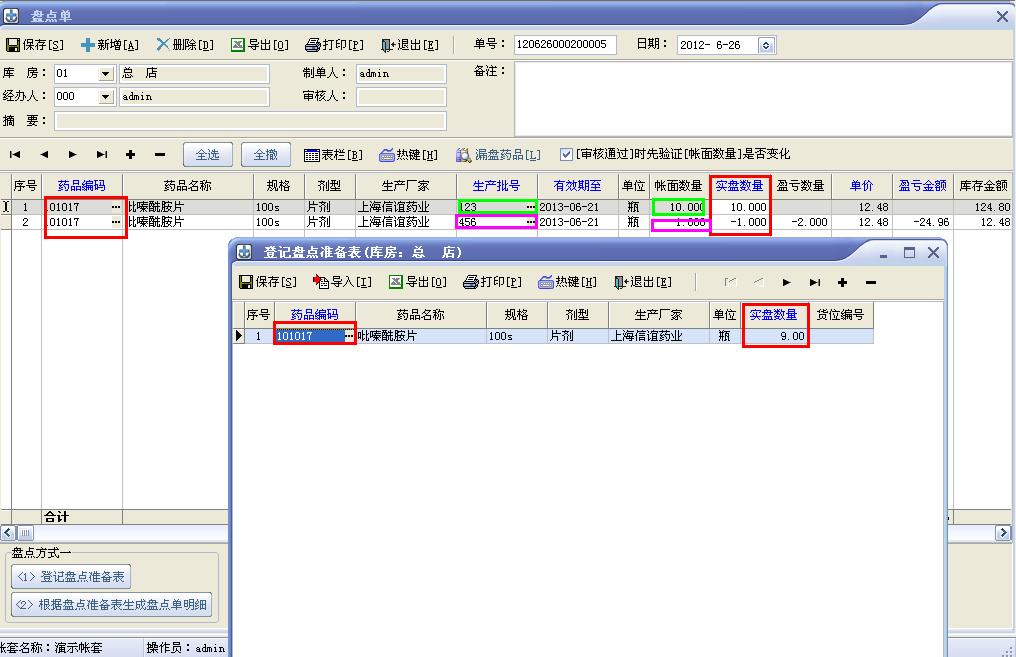 盘点单
保存[S] 新增[A] 删除[D] 导出[O] 打印[P] 退出[E] 单号： 120626000200005 日期： 2012- 6-26
库 房： 01 总 店 制单人： admin 备注：
经办人： 000 admin 审核人：
摘 要：
全选 全撤 表栏[B] 热键[H] 漏盘药品[L] [审核通过]时先验证[帐面数量]是否变化
序号 药品编码 药品名称 规格 剂型 生产厂家 生产批号 有效期至 单位 帐面数量 实盘数量 盈亏数量 单价 盈亏金额 库存金额
1 01017 … 吡嗪酰胺片 100s 片剂 上海信谊药业 123 … 2013-06-21 瓶 10.000 10.000 12.48 124.80
2 01017 … 吡嗪酰胺片 100s 片剂 上海信谊药业 456 … 2013-06-21 瓶 1.000 -1.000 -2.000 12.48 -24.96 12.48
登记盘点准备表(库房：总 店)
保存[S] 导入[I] 导出[O] 打印[P] 热键[H] 退出[E]
序号 药品编码 药品名称 规格 剂型 生产厂家 单位 实盘数量 货位编号
1 101017 … 吡嗪酰胺片 100s 片剂 上海信谊药业 瓶 9.00
合计
盘点方式一
<1> 登记盘点准备表
<2> 根据盘点准备表生成盘点单明细
帐套名称：演示帐套 操作员：admin